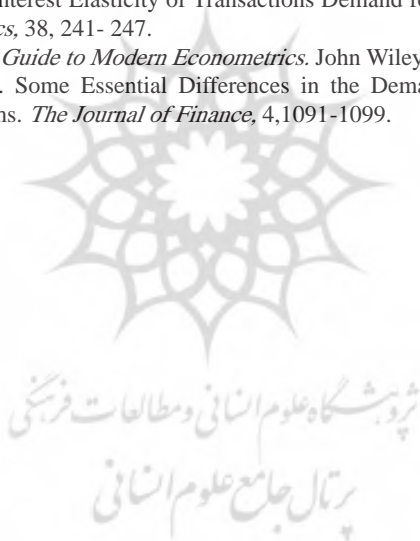 nterest Elasticity of Transactions Demand fo
cs, 38, 241- 247.
Guide to Modern Econometrics. John Wiley
. Some Essential Differences in the Dema
ns. The Journal of Finance, 4,1091-1099.
پژوهشگاه علوم انسانی و مطالعات فرهنگی
پرتال جامع علوم انسانی